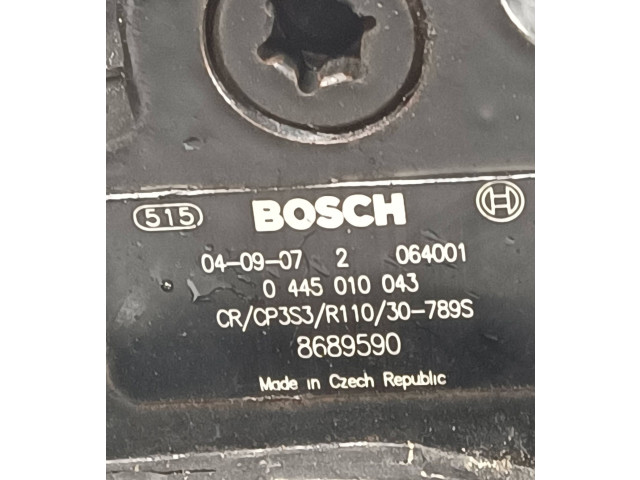 515 BOSCH
04-09-07 2 064001
0 445 010 043
CR/CP3S3/R110/30-789S
8689590
Made in Czech Republic